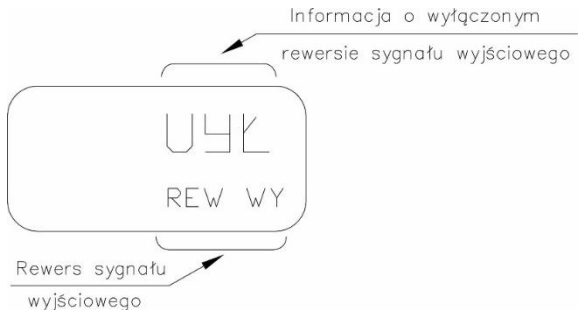 Informacja o wyłączonym
rewersie sygnału wyjściowego
UYŁ
REW WY
Rewers sygnału
wyjściowego